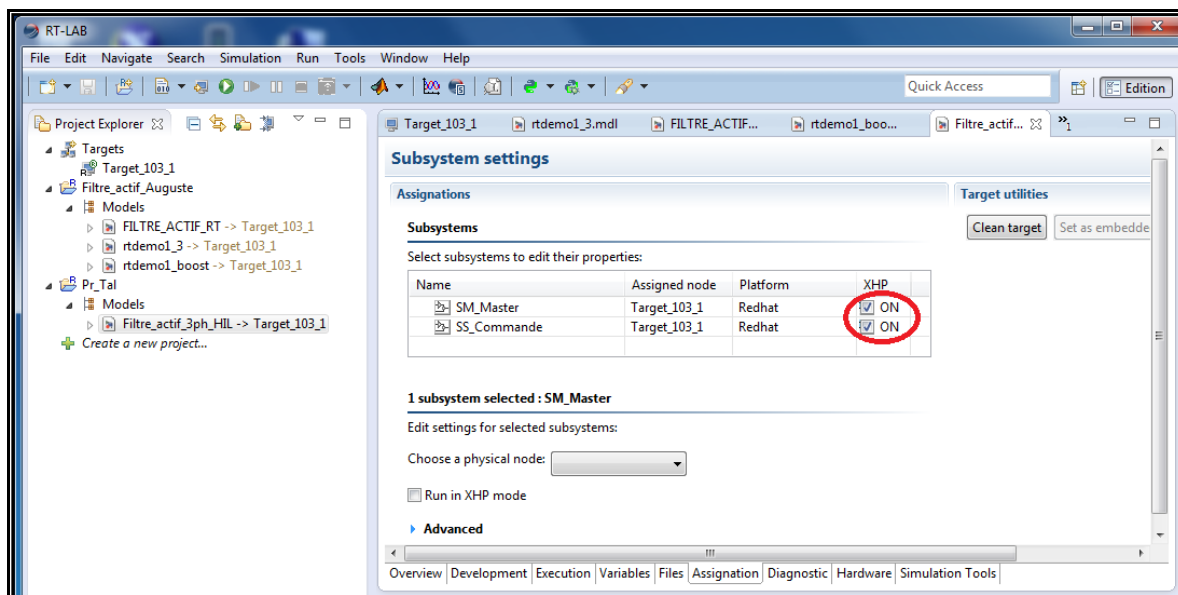 RT-LAB
File Edit Navigate Search Simulation Run Tools Window Help
Quick Access
Edition
Project Explorer
Target_103_1 rtdemo1_3.mdl FILTRE_ACTIF... rtdemo1_boo... Filtre_actif... »1
Targets
Target_103_1
Filtre_actif_Auguste
Models
FILTRE_ACTIF_RT -> Target_103_1
rtdemo1_3 -> Target_103_1
rtdemo1_boost -> Target_103_1
Pr_Tal
Models
Filtre_actif_3ph_HIL -> Target_103_1
Create a new project...
Subsystem settings
Assignations
Subsystems
Select subsystems to edit their properties:
Name Assigned node Platform XHP
SM_Master Target_103_1 Redhat ON
SS_Commande Target_103_1 Redhat ON
1 subsystem selected : SM_Master
Edit settings for selected subsystems:
Choose a physical node:
Run in XHP mode
Advanced
Target utilities
Clean target Set as embedde
Overview Development Execution Variables Files Assignation Diagnostic Hardware Simulation Tools